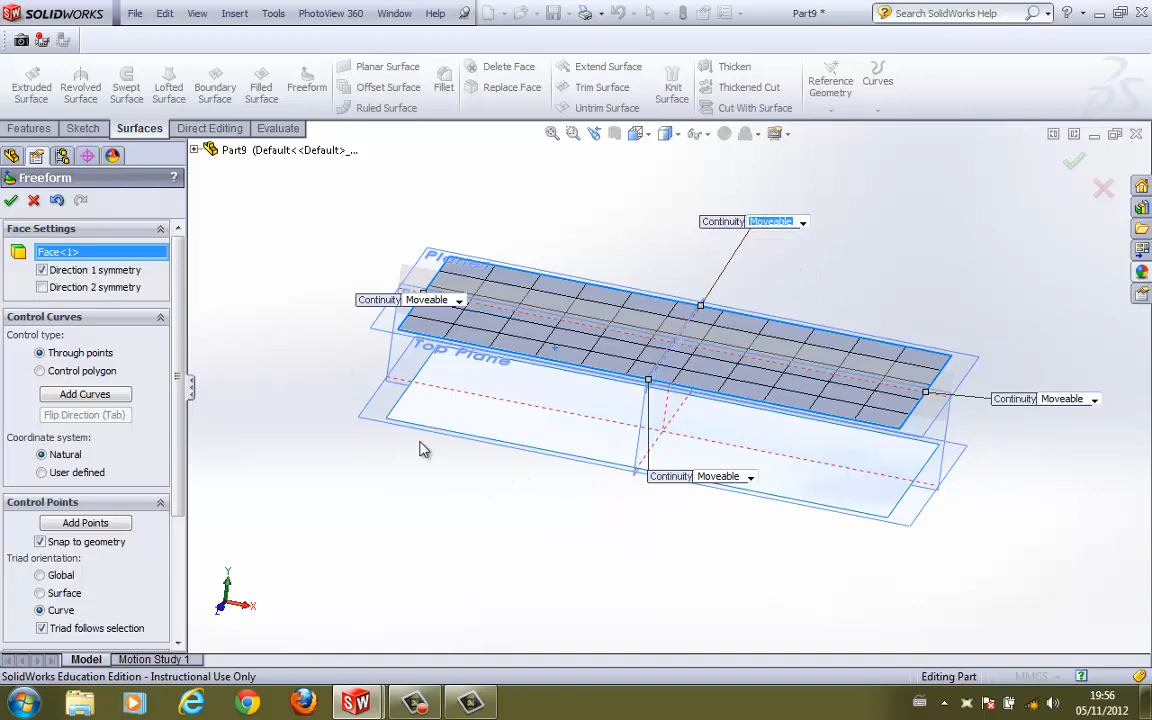 SOLIDWORKS
File Edit View Insert Tools PhotoView 360 Window Help
Part9 *
Search SolidWorks Help
Extruded Surface
Revolved Surface
Swept Surface
Lofted Surface
Boundary Surface
Filled Surface
Freeform
Planar Surface
Offset Surface
Ruled Surface
Fillet
Delete Face
Replace Face
Extend Surface
Trim Surface
Untrim Surface
Knit Surface
Thicken
Thickened Cut
Cut With Surface
Reference Geometry
Curves
Features Sketch Surfaces Direct Editing Evaluate
Part9 (Default<<Default>_...
Freeform ?
Face Settings
Face<1>
Direction 1 symmetry
Direction 2 symmetry
Control Curves
Control type:
Through points
Control polygon
Add Curves
Flip Direction (Tab)
Coordinate system:
Natural
User defined
Control Points
Add Points
Snap to geometry
Triad orientation:
Global
Surface
Curve
Triad follows selection
Continuity Moveable
Continuity Moveable
Continuity Moveable
Continuity Moveable
Top Plane
Y
X
Z
Model Motion Study 1
SolidWorks Education Edition - Instructional Use Only
Editing Part
MMGS
19:56
05/11/2012